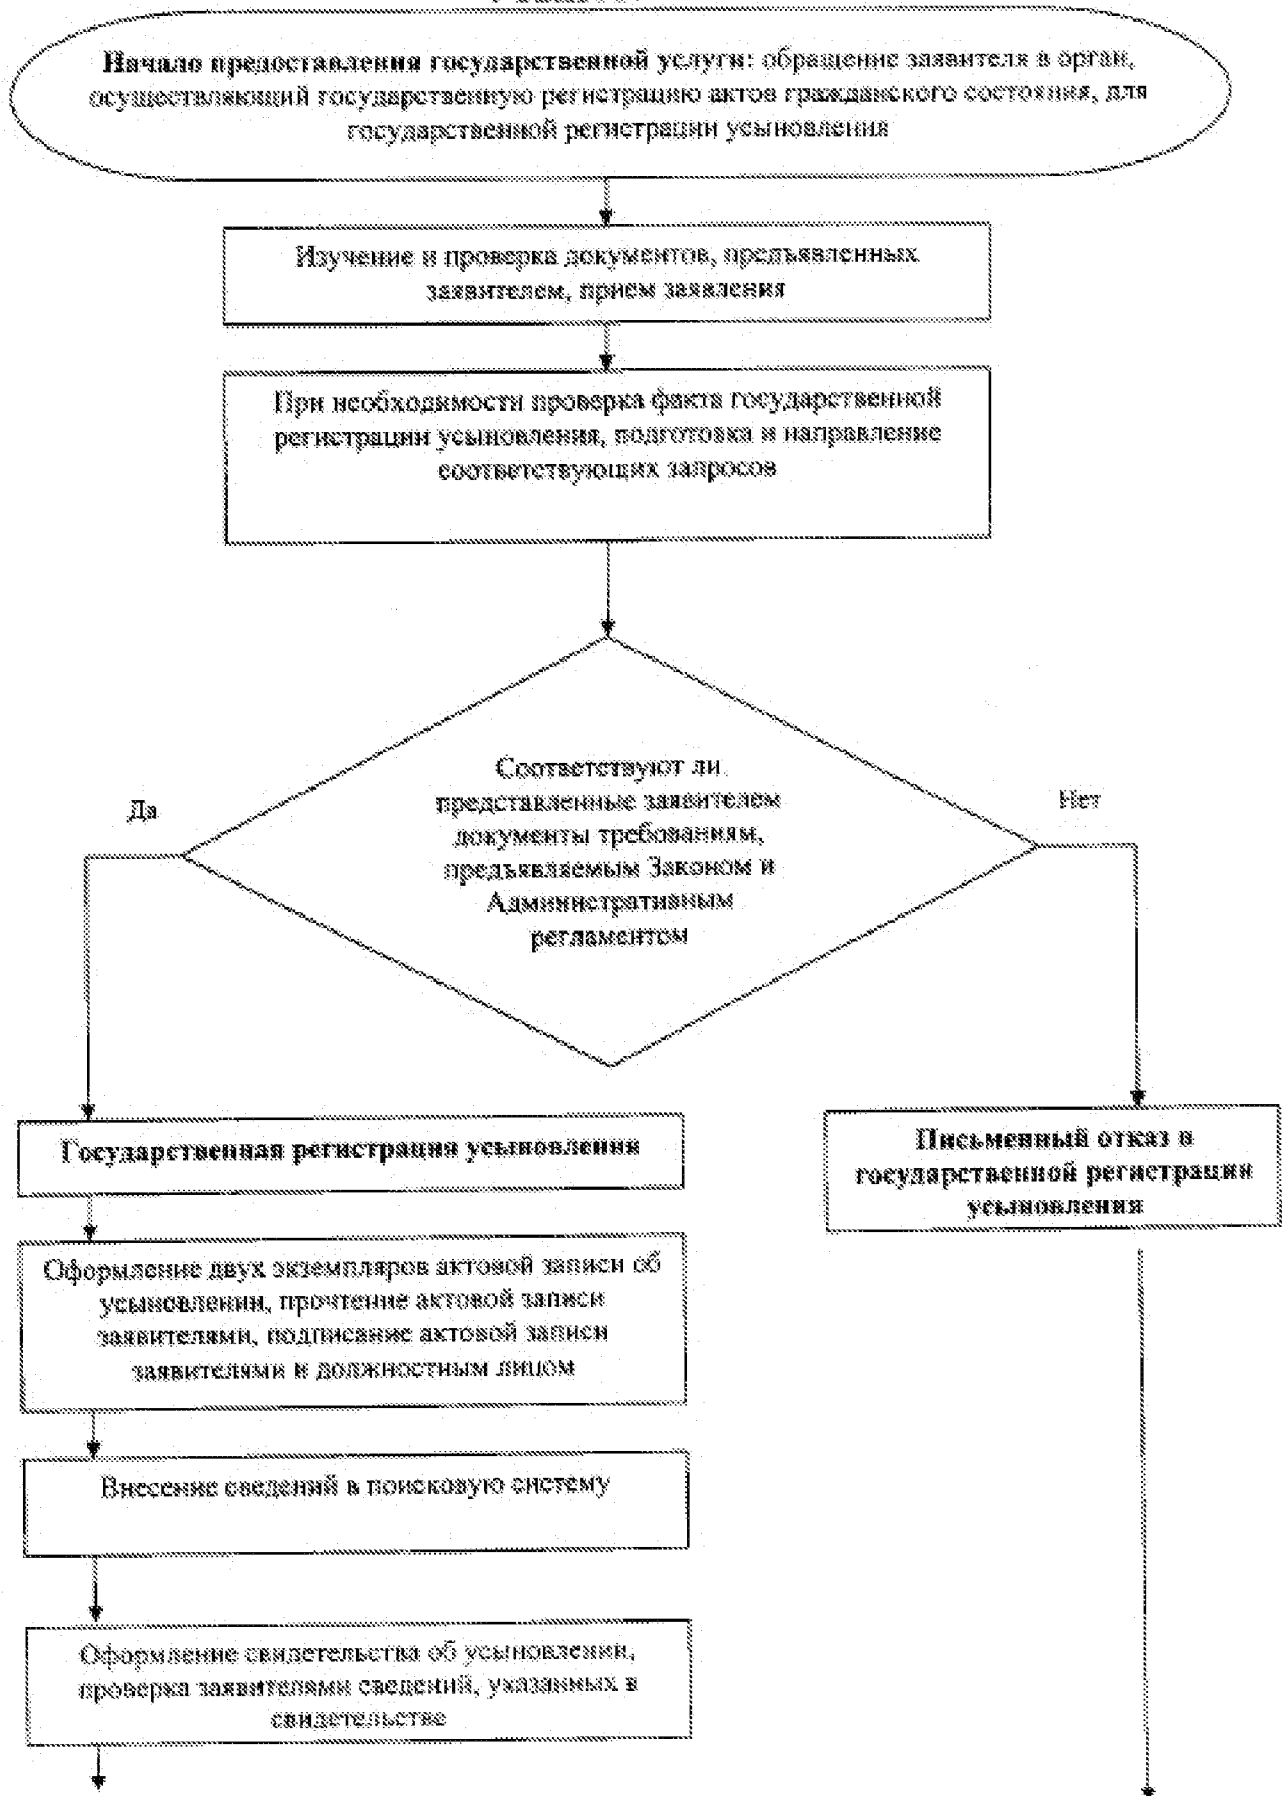 Начало предоставления государственной услуги: обращение заявителя в орган,
осуществляющий государственную регистрацию актов гражданского состояния, для
государственной регистрации усыновления
Изучение и проверка документов, предъявленных
заявителем, прием заявления
При необходимости проверка факта государственной
регистрации усыновления, подготовка и направление
соответствующих запросов
Соответствуют ли
представленные заявителем
документы требованиям,
предъявляемым Законом и
Административным
регламентом
Да
Нет
Государственная регистрация усыновления
Письменный отказ в
государственной регистрации
усыновления
Оформление двух экземпляров актовой записи об
усыновлении, прочтение актовой записи
заявителями, подписание актовой записи
заявителями и должностным лицом
Внесение сведений в поисковую систему
Оформление свидетельства об усыновлении,
проверка заявителями сведений, указанных в
свидетельстве